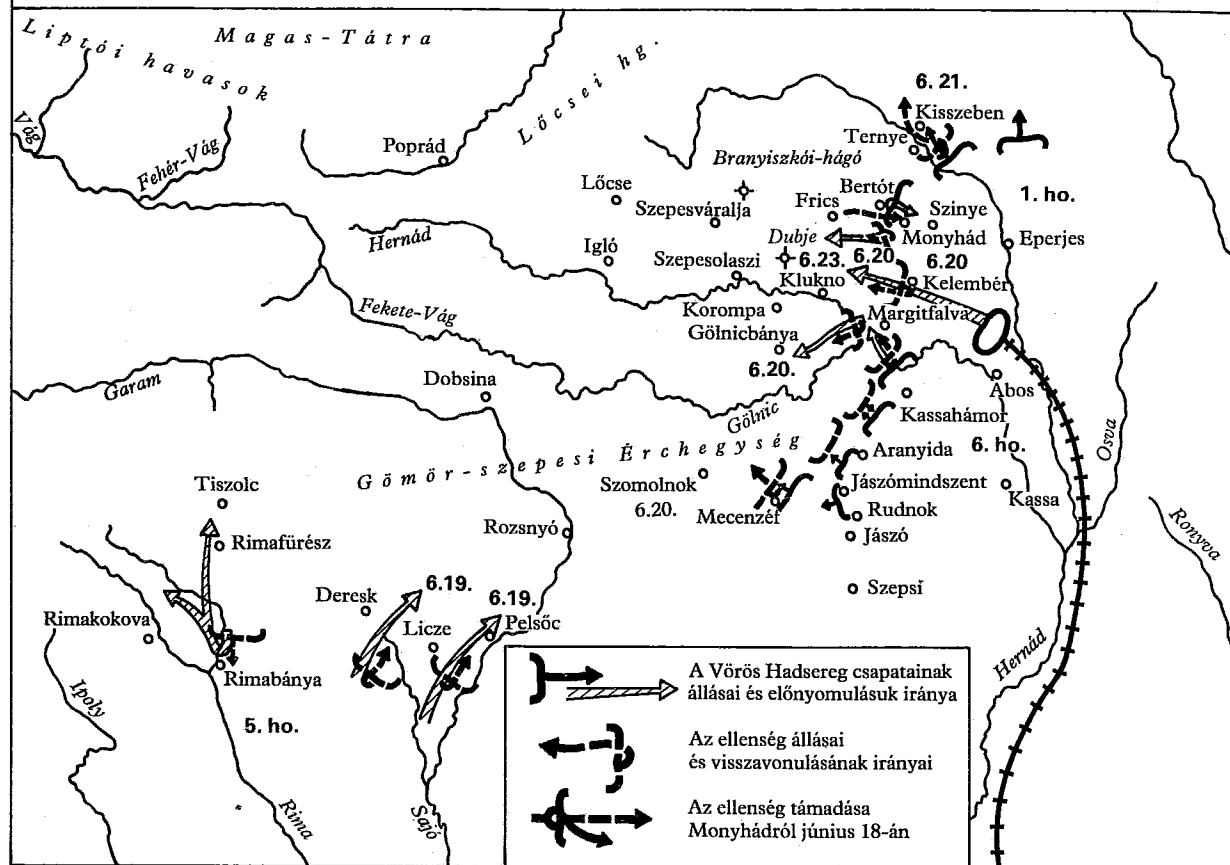 Liptói havasok
Magas-Tátra
Lőcsei hg.
6. 21.
Kisszeben
Ternye
Vág
Poprád
Branyiszkói-hágó
Fehér-Vág
Lőcse
Bertót
1. ho.
Szepesváralja
Frics
Szinye
Hernád
Dubje
Monyhád
Eperjes
Igló
Szepesolaszi
6.23.
6.20
6.20
Klukno
Kelembér
Korompa
Margitfalva
Fekete-Vág
Gölnicbánya
6.20.
Abos
Garam
Dobsina
Kassahámor
Gölnic
Osva
Gömör-szepesi Érchegység
6. ho.
Aranyida
Tiszolc
Szomolnok
Jászómindszent
Kassa
6.20.
Mecenzéf
Rudnok
Rozsnyó
Jászó
Ronyva
Rimafürész
Szepsí
Deresk
6.19.
6.19.
Rimakokova
Licze
Pelsőc
Hernád
Rimabánya
Ipoly
5. ho.
Rima
Sajó
A Vörös Hadsereg csapatainak
állásai és előnyomulásuk iránya
Az ellenség állásai
és visszavonulásának irányai
Az ellenség támadása
Monyhádról június 18-án